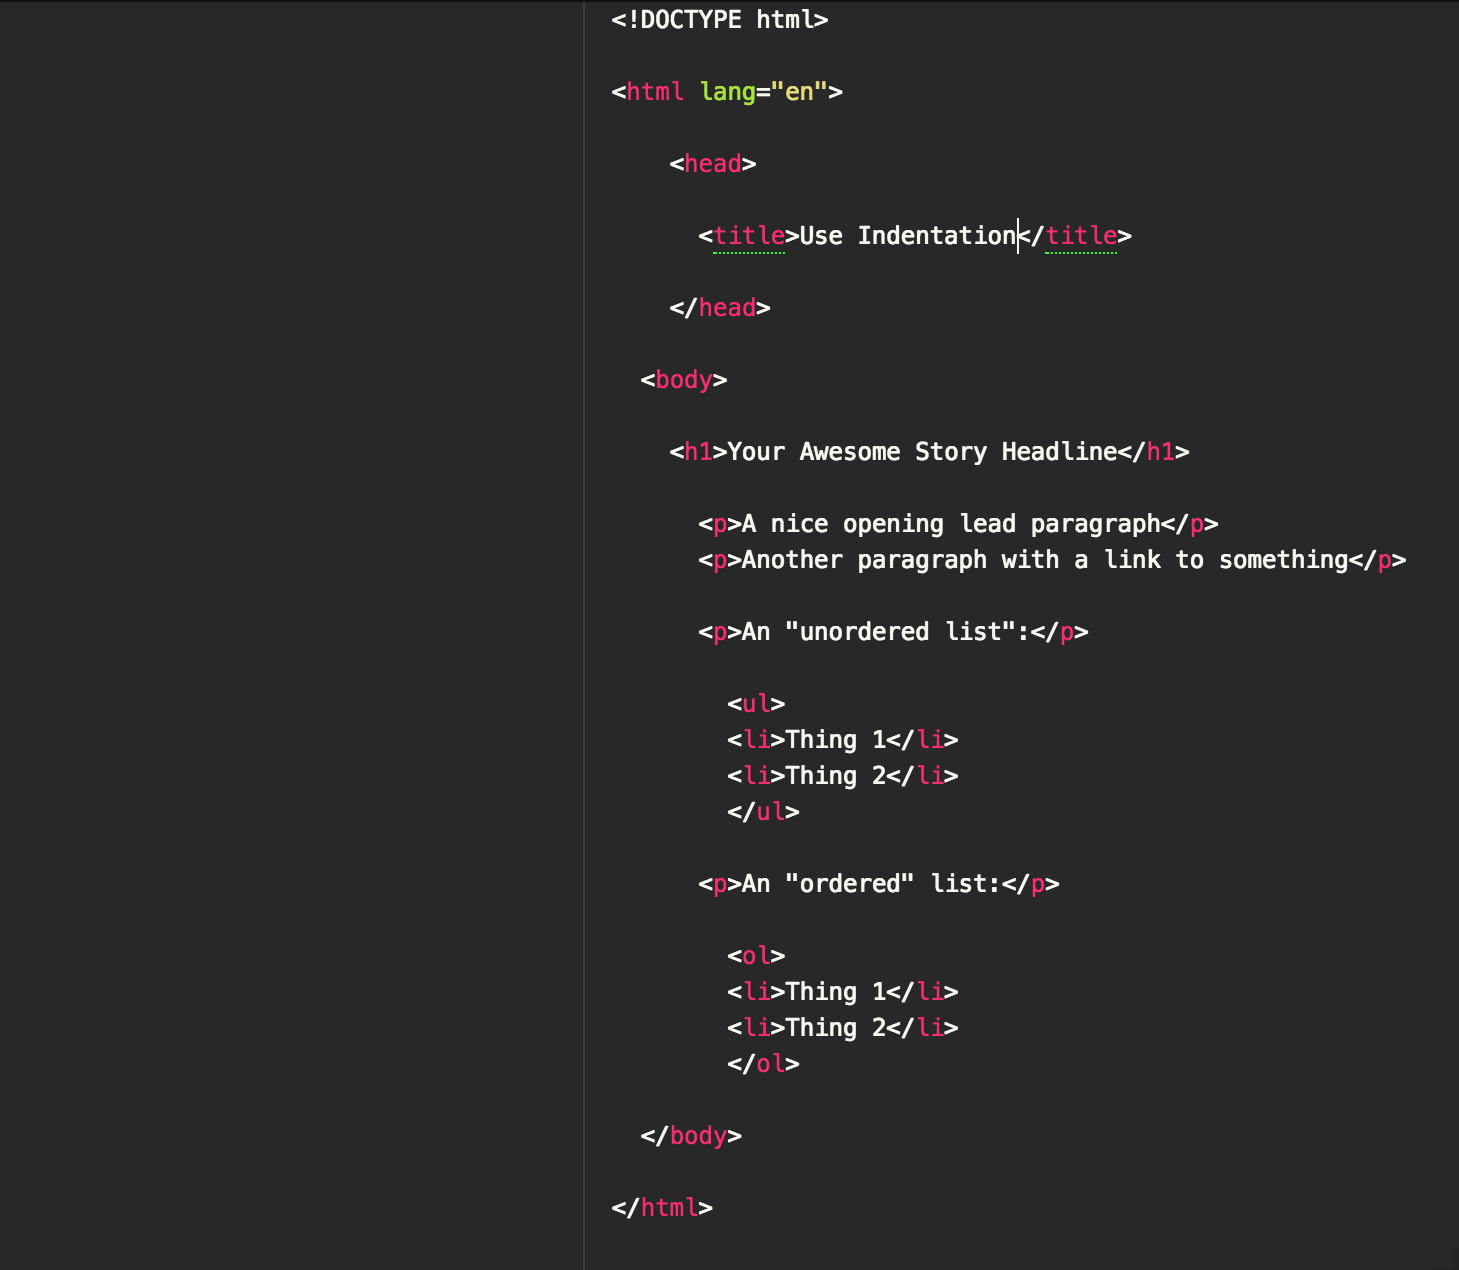 <!DOCTYPE html>
<html lang="en">
<head>
<title>Use Indentation</title>
</head>
<body>
<h1>Your Awesome Story Headline</h1>
<p>A nice opening lead paragraph</p>
<p>Another paragraph with a link to something</p>
<p>An "unordered list":</p>
<ul>
<li>Thing 1</li>
<li>Thing 2</li>
</ul>
<p>An "ordered" list:</p>
<ol>
<li>Thing 1</li>
<li>Thing 2</li>
</ol>
</body>
</html>